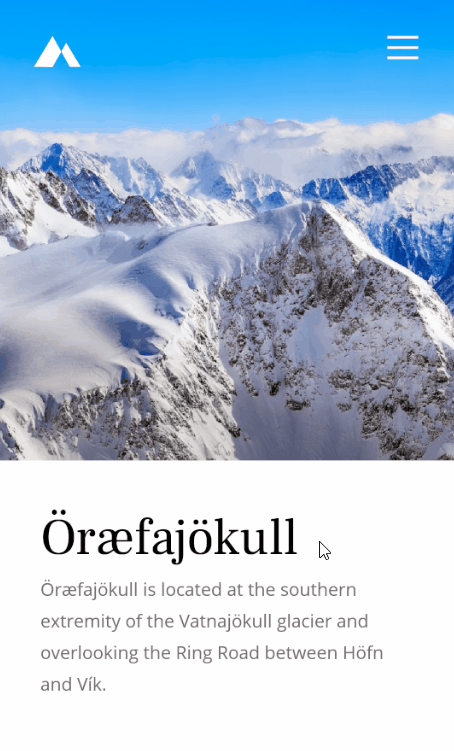 Öræfajökull
Öræfajökull is located at the southern
extremity of the Vatnajökull glacier and
overlooking the Ring Road between Höfn
and Vík.